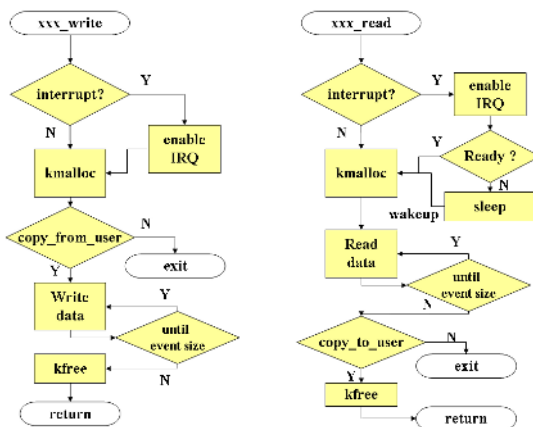 xxx_write
interrupt?
Y
N
enable
IRQ
kmalloc
copy_from_user
N
Y
exit
Write
data
Y
until
event size
N
kfree
return
xxx_read
interrupt?
Y
enable
IRQ
N
Y
Ready ?
N
kmalloc
sleep
wakeup
Read
data
Y
until
event size
copy_to_user
N
exit
Y
kfree
return